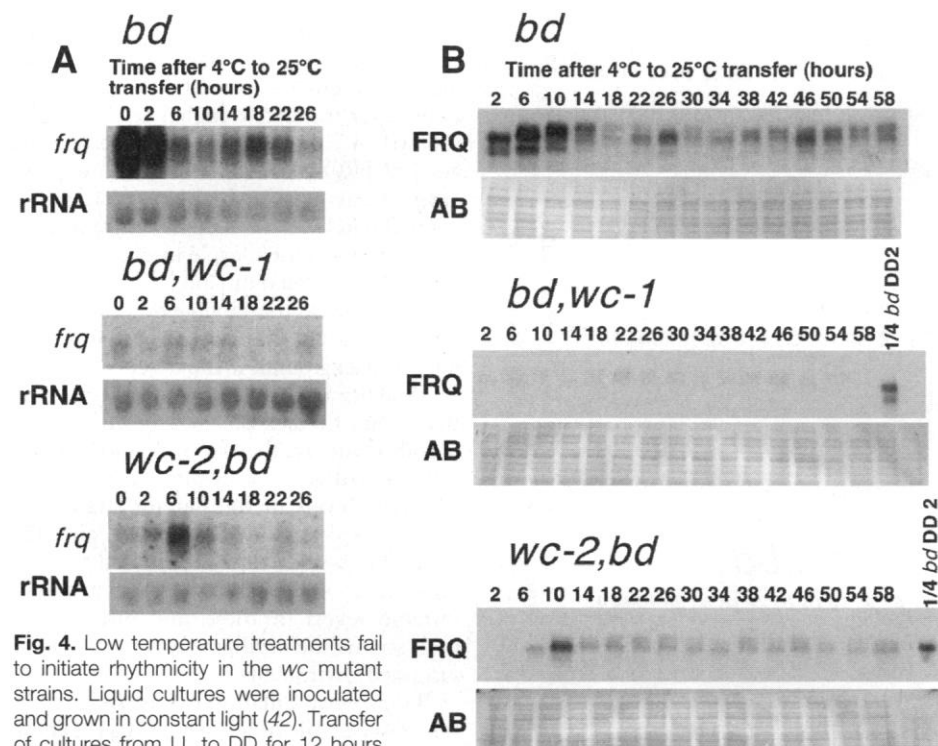 A
bd
Time after 4°C to 25°C
transfer (hours)
0 2 6 10 14 18 22 26
frq
rRNA
bd,wc-1
0 2 6 10 14 18 22 26
frq
rRNA
wc-2,bd
0 2 6 10 14 18 22 26
frq
rRNA
Fig. 4. Low temperature treatments fail
to initiate rhythmicity in the wc mutant
strains. Liquid cultures were inoculated
and grown in constant light (42). Transfer
of cultures from LL to DD for 12 hours
B
bd
Time after 4°C to 25°C transfer (hours)
2 6 10 14 18 22 26 30 34 38 42 46 50 54 58
FRQ
AB
bd,wc-1
2 6 10 14 18 22 26 30 34 38 42 46 50 54 58
1/4 bd DD2
FRQ
AB
wc-2,bd
2 6 10 14 18 22 26 30 34 38 42 46 50 54 58
1/4 bd DD 2
FRQ
AB